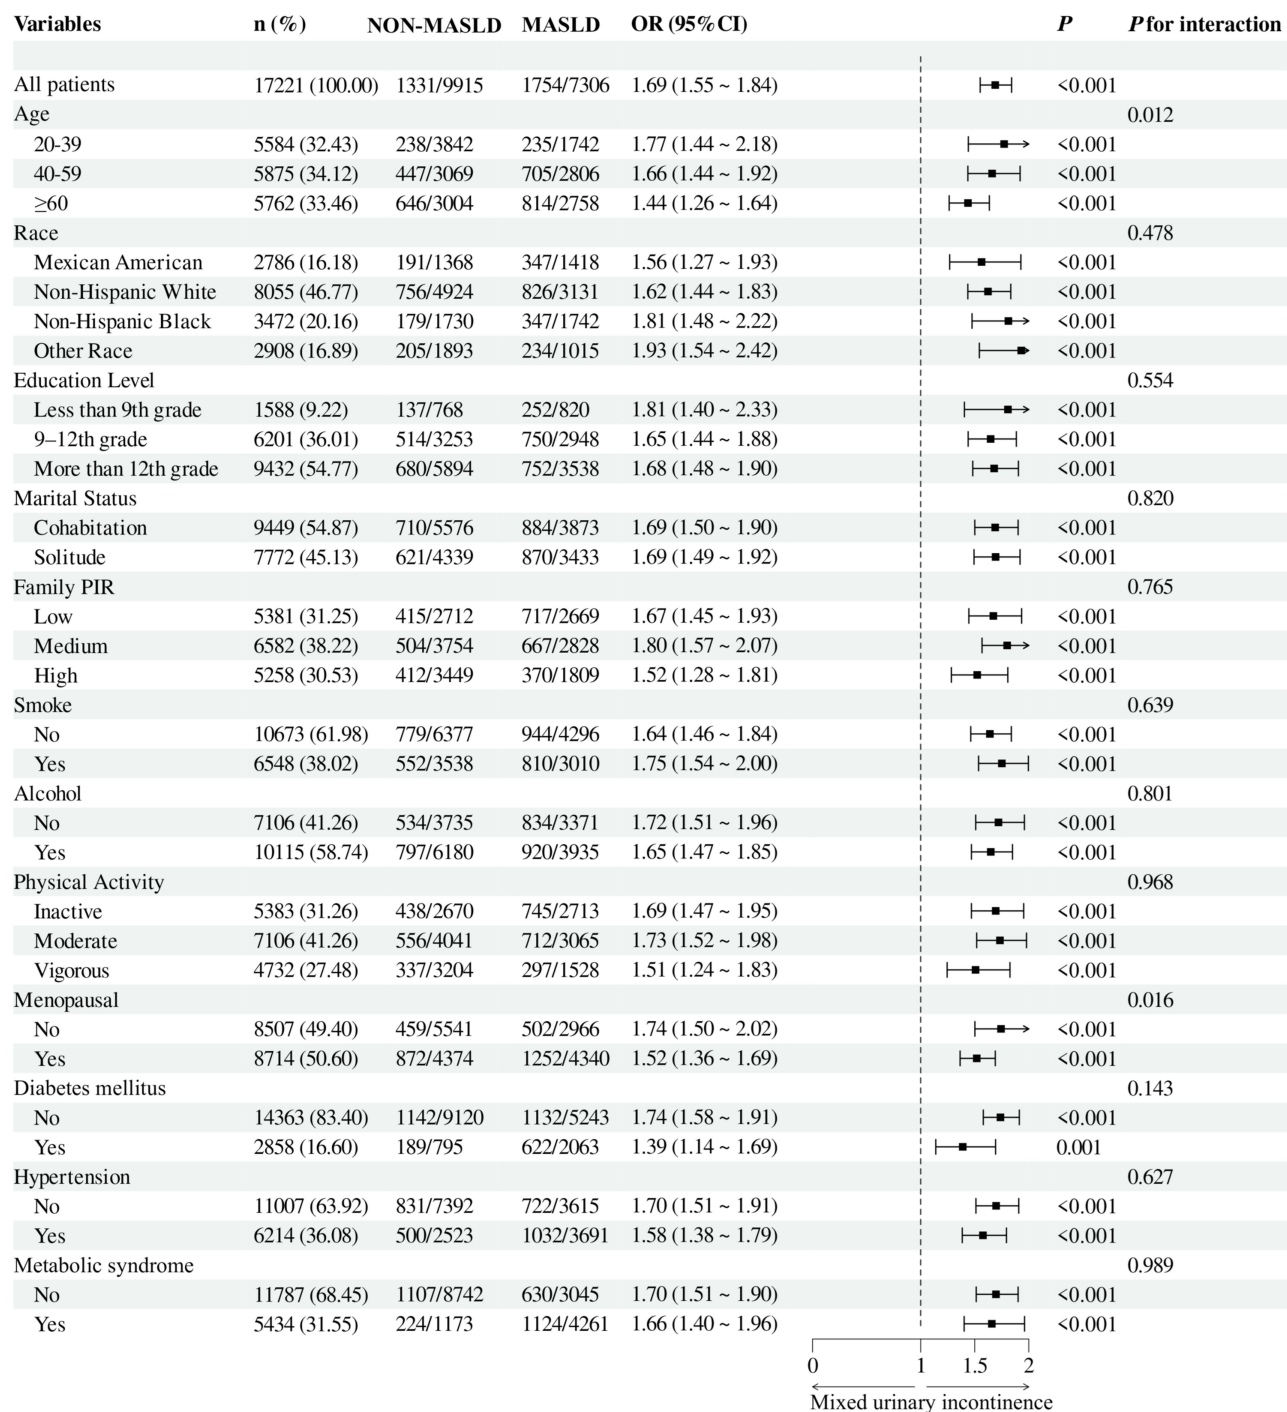 Variables n (%) NON-MASLD MASLD OR (95%CI) P P for interaction
All patients 17221 (100.00) 1331/9915 1754/7306 1.69 (1.55 ~ 1.84) <0.001
Age 0.012
20-39 5584 (32.43) 238/3842 235/1742 1.77 (1.44 ~ 2.18) <0.001
40-59 5875 (34.12) 447/3069 705/2806 1.66 (1.44 ~ 1.92) <0.001
≥60 5762 (33.46) 646/3004 814/2758 1.44 (1.26 ~ 1.64) <0.001
Race 0.478
Mexican American 2786 (16.18) 191/1368 347/1418 1.56 (1.27 ~ 1.93) <0.001
Non-Hispanic White 8055 (46.77) 756/4924 826/3131 1.62 (1.44 ~ 1.83) <0.001
Non-Hispanic Black 3472 (20.16) 179/1730 347/1742 1.81 (1.48 ~ 2.22) <0.001
Other Race 2908 (16.89) 205/1893 234/1015 1.93 (1.54 ~ 2.42) <0.001
Education Level 0.554
Less than 9th grade 1588 (9.22) 137/768 252/820 1.81 (1.40 ~ 2.33) <0.001
9–12th grade 6201 (36.01) 514/3253 750/2948 1.65 (1.44 ~ 1.88) <0.001
More than 12th grade 9432 (54.77) 680/5894 752/3538 1.68 (1.48 ~ 1.90) <0.001
Marital Status 0.820
Cohabitation 9449 (54.87) 710/5576 884/3873 1.69 (1.50 ~ 1.90) <0.001
Solitude 7772 (45.13) 621/4339 870/3433 1.69 (1.49 ~ 1.92) <0.001
Family PIR 0.765
Low 5381 (31.25) 415/2712 717/2669 1.67 (1.45 ~ 1.93) <0.001
Medium 6582 (38.22) 504/3754 667/2828 1.80 (1.57 ~ 2.07) <0.001
High 5258 (30.53) 412/3449 370/1809 1.52 (1.28 ~ 1.81) <0.001
Smoke 0.639
No 10673 (61.98) 779/6377 944/4296 1.64 (1.46 ~ 1.84) <0.001
Yes 6548 (38.02) 552/3538 810/3010 1.75 (1.54 ~ 2.00) <0.001
Alcohol 0.801
No 7106 (41.26) 534/3735 834/3371 1.72 (1.51 ~ 1.96) <0.001
Yes 10115 (58.74) 797/6180 920/3935 1.65 (1.47 ~ 1.85) <0.001
Physical Activity 0.968
Inactive 5383 (31.26) 438/2670 745/2713 1.69 (1.47 ~ 1.95) <0.001
Moderate 7106 (41.26) 556/4041 712/3065 1.73 (1.52 ~ 1.98) <0.001
Vigorous 4732 (27.48) 337/3204 297/1528 1.51 (1.24 ~ 1.83) <0.001
Menopausal 0.016
No 8507 (49.40) 459/5541 502/2966 1.74 (1.50 ~ 2.02) <0.001
Yes 8714 (50.60) 872/4374 1252/4340 1.52 (1.36 ~ 1.69) <0.001
Diabetes mellitus 0.143
No 14363 (83.40) 1142/9120 1132/5243 1.74 (1.58 ~ 1.91) <0.001
Yes 2858 (16.60) 189/795 622/2063 1.39 (1.14 ~ 1.69) 0.001
Hypertension 0.627
No 11007 (63.92) 831/7392 722/3615 1.70 (1.51 ~ 1.91) <0.001
Yes 6214 (36.08) 500/2523 1032/3691 1.58 (1.38 ~ 1.79) <0.001
Metabolic syndrome 0.989
No 11787 (68.45) 1107/8742 630/3045 1.70 (1.51 ~ 1.90) <0.001
Yes 5434 (31.55) 224/1173 1124/4261 1.66 (1.40 ~ 1.96) <0.001
0 1 1.5 2
Mixed urinary incontinence